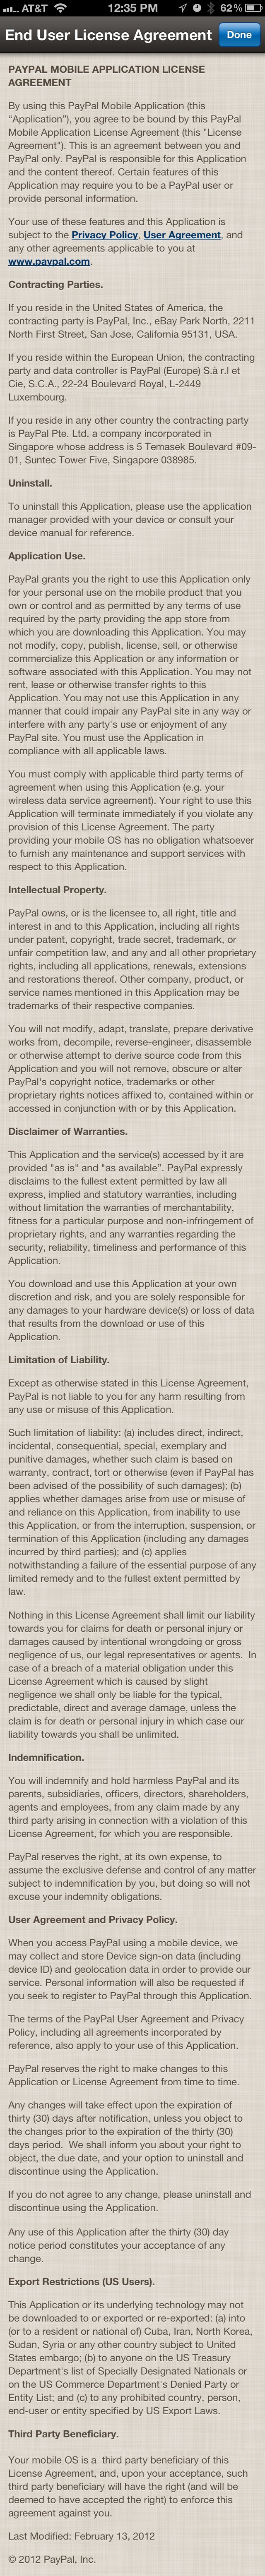 AT&T 12:35 PM 62%
End User License Agreement Done
PAYPAL MOBILE APPLICATION LICENSE
AGREEMENT
By using this PayPal Mobile Application (this
"Application"), you agree to be bound by this PayPal
Mobile Application License Agreement (this "License
Agreement"). This is an agreement between you and
PayPal only. PayPal is responsible for this Application
and the content thereof. Certain features of this
Application may require you to be a PayPal user or
provide personal information.
Your use of these features and this Application is
subject to the Privacy Policy, User Agreement, and
any other agreements applicable to you at
www.paypal.com.
Contracting Parties.
If you reside in the United States of America, the
contracting party is PayPal, Inc., eBay Park North, 2211
North First Street, San Jose, California 95131, USA.
If you reside within the European Union, the contracting
party and data controller is PayPal (Europe) S.à r.l et
Cie, S.C.A., 22-24 Boulevard Royal, L-2449
Luxembourg.
If you reside in any other country the contracting party
is PayPal Pte. Ltd, a company incorporated in
Singapore whose address is 5 Temasek Boulevard #09-
01, Suntec Tower Five, Singapore 038985.
Uninstall.
To uninstall this Application, please use the application
manager provided with your device or consult your
device manual for reference.
Application Use.
PayPal grants you the right to use this Application only
for your personal use on the mobile product that you
own or control and as permitted by any terms of use
required by the party providing the app store from
which you are downloading this Application. You may
not modify, copy, publish, license, sell, or otherwise
commercialize this Application or any information or
software associated with this Application. You may not
rent, lease or otherwise transfer rights to this
Application. You may not use this Application in any
manner that could impair any PayPal site in any way or
interfere with any party's use or enjoyment of any
PayPal site. You must use the Application in
compliance with all applicable laws.
You must comply with applicable third party terms of
agreement when using this Application (e.g. your
wireless data service agreement). Your right to use this
Application will terminate immediately if you violate any
provision of this License Agreement. The party
providing your mobile OS has no obligation whatsoever
to furnish any maintenance and support services with
respect to this Application.
Intellectual Property.
PayPal owns, or is the licensee to, all right, title and
interest in and to this Application, including all rights
under patent, copyright, trade secret, trademark, or
unfair competition law, and any and all other proprietary
rights, including all applications, renewals, extensions
and restorations thereof. Other company, product, or
service names mentioned in this Application may be
trademarks of their respective companies.
You will not modify, adapt, translate, prepare derivative
works from, decompile, reverse-engineer, disassemble
or otherwise attempt to derive source code from this
Application and you will not remove, obscure or alter
PayPal's copyright notice, trademarks or other
proprietary rights notices affixed to, contained within or
accessed in conjunction with or by this Application.
Disclaimer of Warranties.
This Application and the service(s) accessed by it are
provided "as is" and "as available". PayPal expressly
disclaims to the fullest extent permitted by law all
express, implied and statutory warranties, including
without limitation the warranties of merchantability,
fitness for a particular purpose and non-infringement of
proprietary rights, and any warranties regarding the
security, reliability, timeliness and performance of this
Application.
You download and use this Application at your own
discretion and risk, and you are solely responsible for
any damages to your hardware device(s) or loss of data
that results from the download or use of this
Application.
Limitation of Liability.
Except as otherwise stated in this License Agreement,
PayPal is not liable to you for any harm resulting from
any use or misuse of this Application.
Such limitation of liability: (a) includes direct, indirect,
incidental, consequential, special, exemplary and
punitive damages, whether such claim is based on
warranty, contract, tort or otherwise (even if PayPal has
been advised of the possibility of such damages); (b)
applies whether damages arise from use or misuse of
and reliance on this Application, from inability to use
this Application, or from the interruption, suspension, or
termination of this Application (including any damages
incurred by third parties); and (c) applies
notwithstanding a failure of the essential purpose of any
limited remedy and to the fullest extent permitted by
law.
Nothing in this License Agreement shall limit our liability
towards you for claims for death or personal injury or
damages caused by intentional wrongdoing or gross
negligence of us, our legal representatives or agents. In
case of a breach of a material obligation under this
License Agreement which is caused by slight
negligence we shall only be liable for the typical,
predictable, direct and average damage, unless the
claim is for death or personal injury in which case our
liability towards you shall be unlimited.
Indemnification.
You will indemnify and hold harmless PayPal and its
parents, subsidiaries, officers, directors, shareholders,
agents and employees, from any claim made by any
third party arising in connection with a violation of this
License Agreement, for which you are responsible.
PayPal reserves the right, at its own expense, to
assume the exclusive defense and control of any matter
subject to indemnification by you, but doing so will not
excuse your indemnity obligations.
User Agreement and Privacy Policy.
When you access PayPal using a mobile device, we
may collect and store Device sign-on data (including
device ID) and geolocation data in order to provide our
service. Personal information will also be requested if
you seek to register to PayPal through this Application.
The terms of the PayPal User Agreement and Privacy
Policy, including all agreements incorporated by
reference, also apply to your use of this Application.
PayPal reserves the right to make changes to this
Application or License Agreement from time to time.
Any changes will take effect upon the expiration of
thirty (30) days after notification, unless you object to
the changes prior to the expiration of the thirty (30)
days period. We shall inform you about your right to
object, the due date, and your option to uninstall and
discontinue using the Application.
If you do not agree to any change, please uninstall and
discontinue using the Application.
Any use of this Application after the thirty (30) day
notice period constitutes your acceptance of any
change.
Export Restrictions (US Users).
This Application or its underlying technology may not
be downloaded to or exported or re-exported: (a) into
(or to a resident or national of) Cuba, Iran, North Korea,
Sudan, Syria or any other country subject to United
States embargo; (b) to anyone on the US Treasury
Department's list of Specially Designated Nationals or
on the US Commerce Department's Denied Party or
Entity List; and (c) to any prohibited country, person,
end-user or entity specified by US Export Laws.
Third Party Beneficiary.
Your mobile OS is a third party beneficiary of this
License Agreement, and, upon your acceptance, such
third party beneficiary will have the right (and will be
deemed to have accepted the right) to enforce this
agreement against you.
Last Modified: February 13, 2012
© 2012 PayPal, Inc.